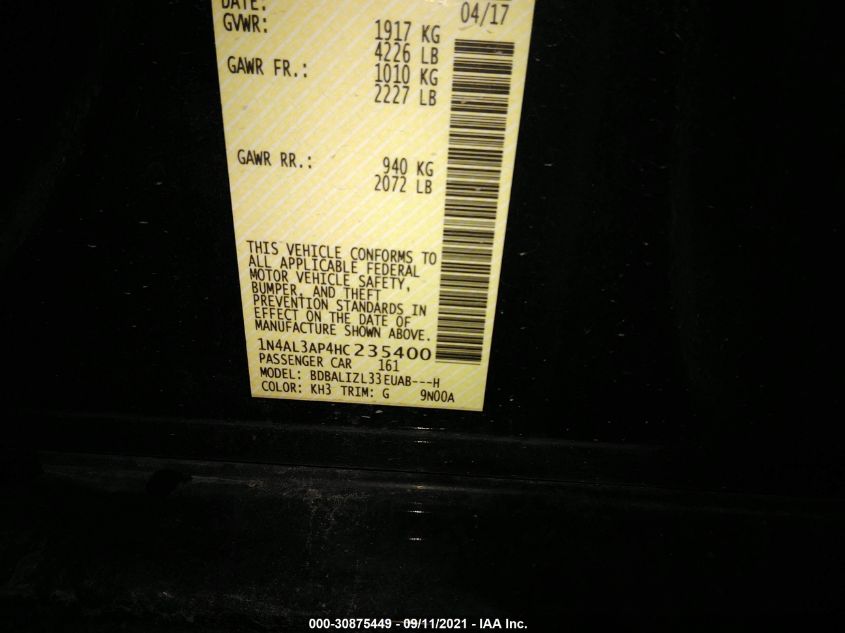 DATE: 04/17
GVWR: 1917 KG
4226 LB
GAWR FR.: 1010 KG
2227 LB
GAWR RR.: 940 KG
2072 LB
THIS VEHICLE CONFORMS TO
ALL APPLICABLE FEDERAL
MOTOR VEHICLE SAFETY,
BUMPER, AND THEFT
PREVENTION STANDARDS IN
EFFECT ON THE DATE OF
MANUFACTURE SHOWN ABOVE.
1N4AL3AP4HC235400
PASSENGER CAR 161
MODEL: BDBALIZL33EUAB---H
COLOR: KH3 TRIM: G 9N00A
000-30875449 - 09/11/2021 - IAA Inc.